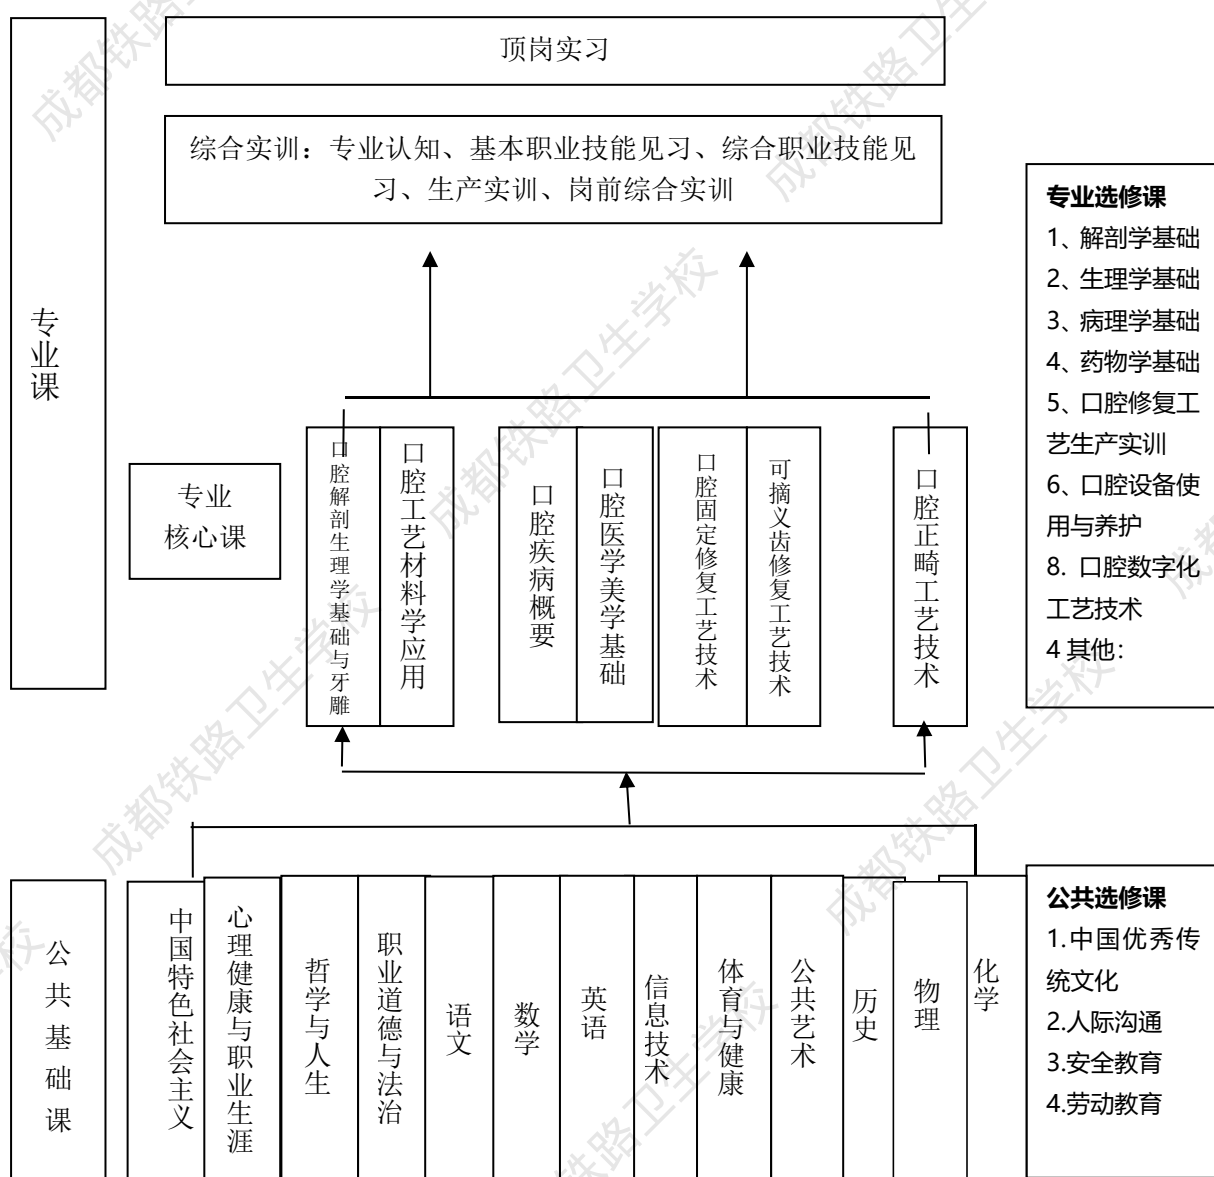 顶岗实习
综合实训：专业认知、基本职业技能见习、综合职业技能见
习、生产实训、岗前综合实训
专业课
专业
核心课
口腔解剖生理学基础与牙雕
口腔工艺材料学应用
口腔疾病概要
口腔医学美学基础
口腔固定修复工艺技术
可摘义齿修复工艺技术
口腔正畸工艺技术
专业选修课
1、解剖学基础
2、生理学基础
3、病理学基础
4、药物学基础
5、口腔修复工
艺生产实训
6、口腔设备使
用与养护
8. 口腔数字化
工艺技术
4 其他：
公共基础课
中国特色社会主义
心理健康与职业生涯
哲学与人生
职业道德与法治
语文
数学
英语
信息技术
体育与健康
公共艺术
历史
物理
化学
公共选修课
1.中国优秀传
统文化
2.人际沟通
3.安全教育
4.劳动教育
成都铁路卫生学校